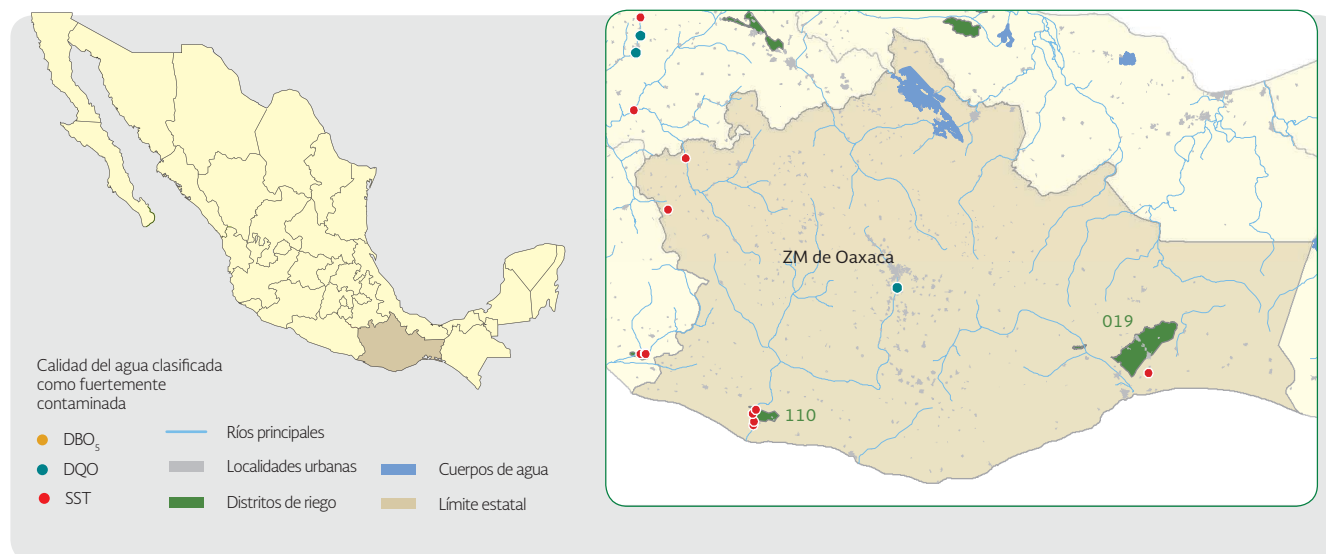 ZM de Oaxaca
019
110
Calidad del agua clasificada
como fuertemente
contaminada
DBO₅
DQO
SST
Ríos principales
Localidades urbanas
Distritos de riego
Cuerpos de agua
Límite estatal